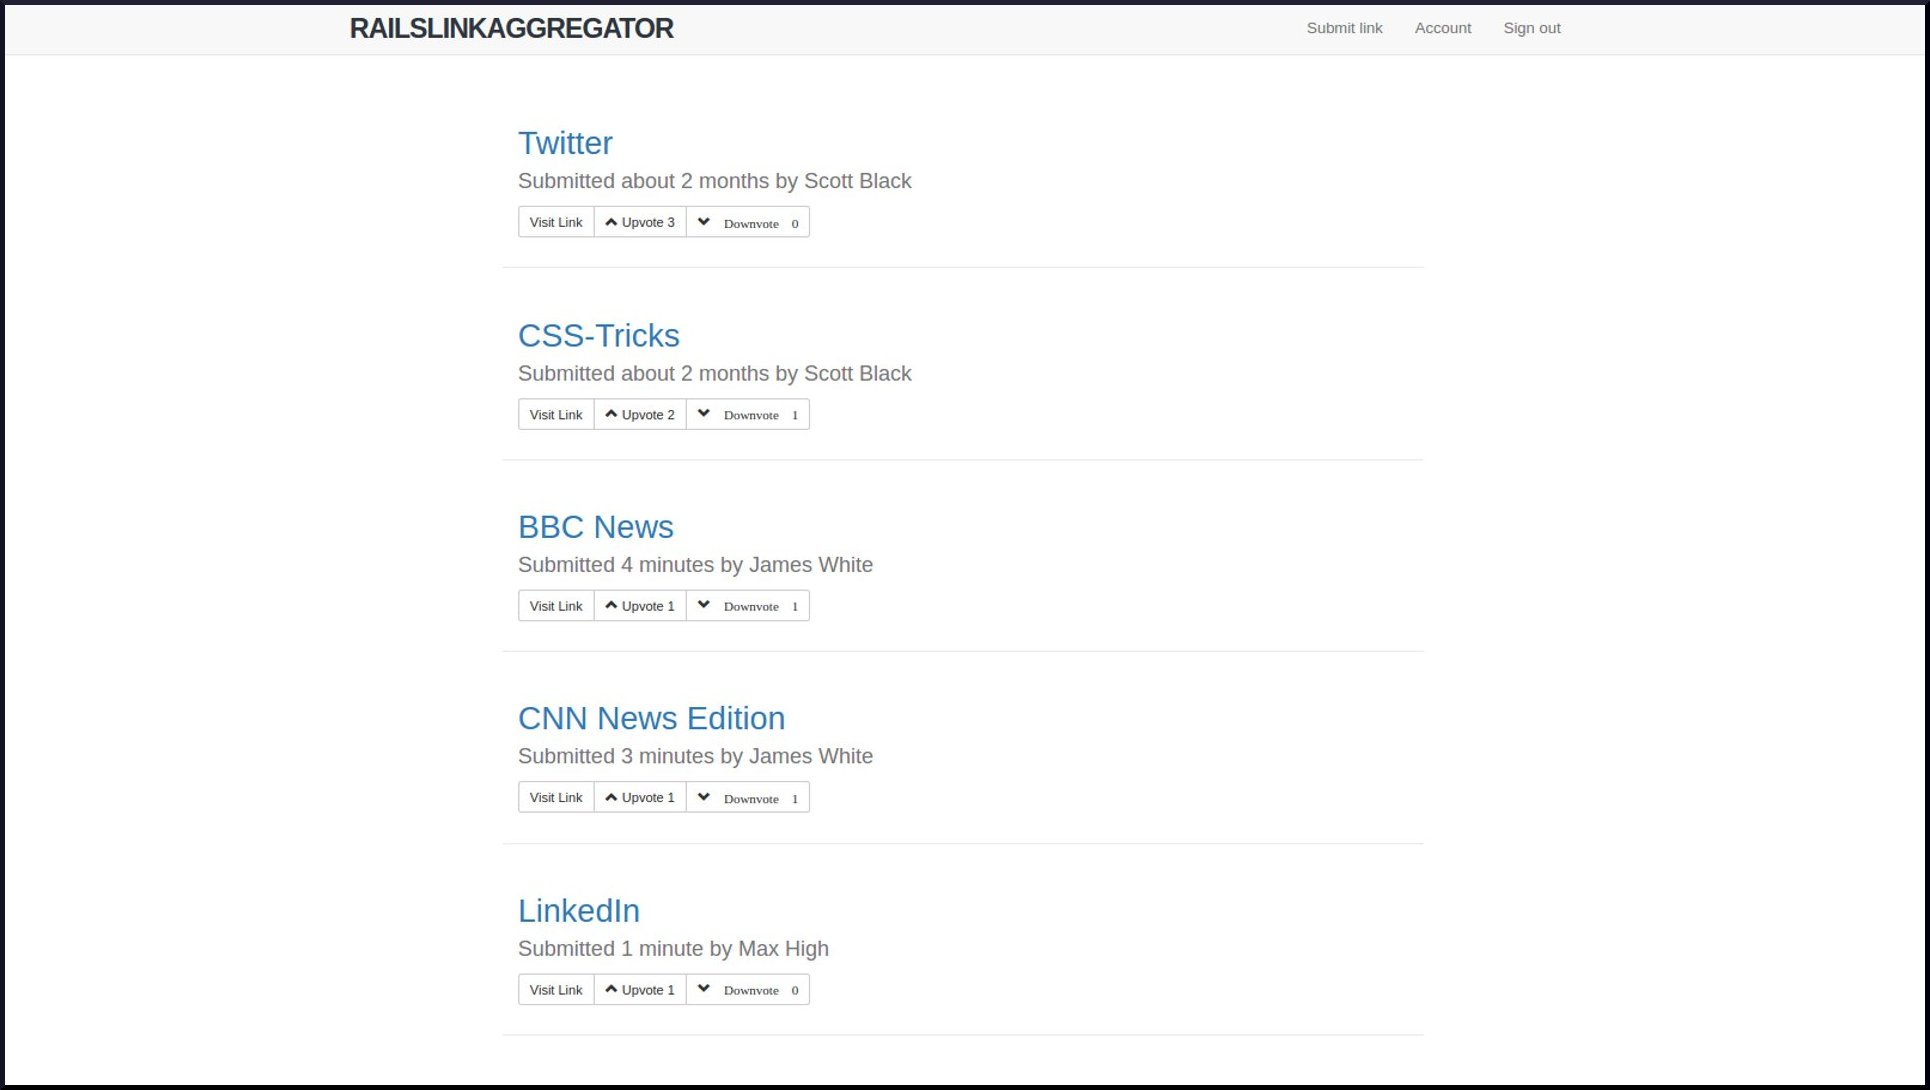 RAILSLINKAGGREGATOR Submit link Account Sign out
Twitter
Submitted about 2 months by Scott Black
Visit Link Upvote 3 Downvote 0
CSS-Tricks
Submitted about 2 months by Scott Black
Visit Link Upvote 2 Downvote 1
BBC News
Submitted 4 minutes by James White
Visit Link Upvote 1 Downvote 1
CNN News Edition
Submitted 3 minutes by James White
Visit Link Upvote 1 Downvote 1
LinkedIn
Submitted 1 minute by Max High
Visit Link Upvote 1 Downvote 0